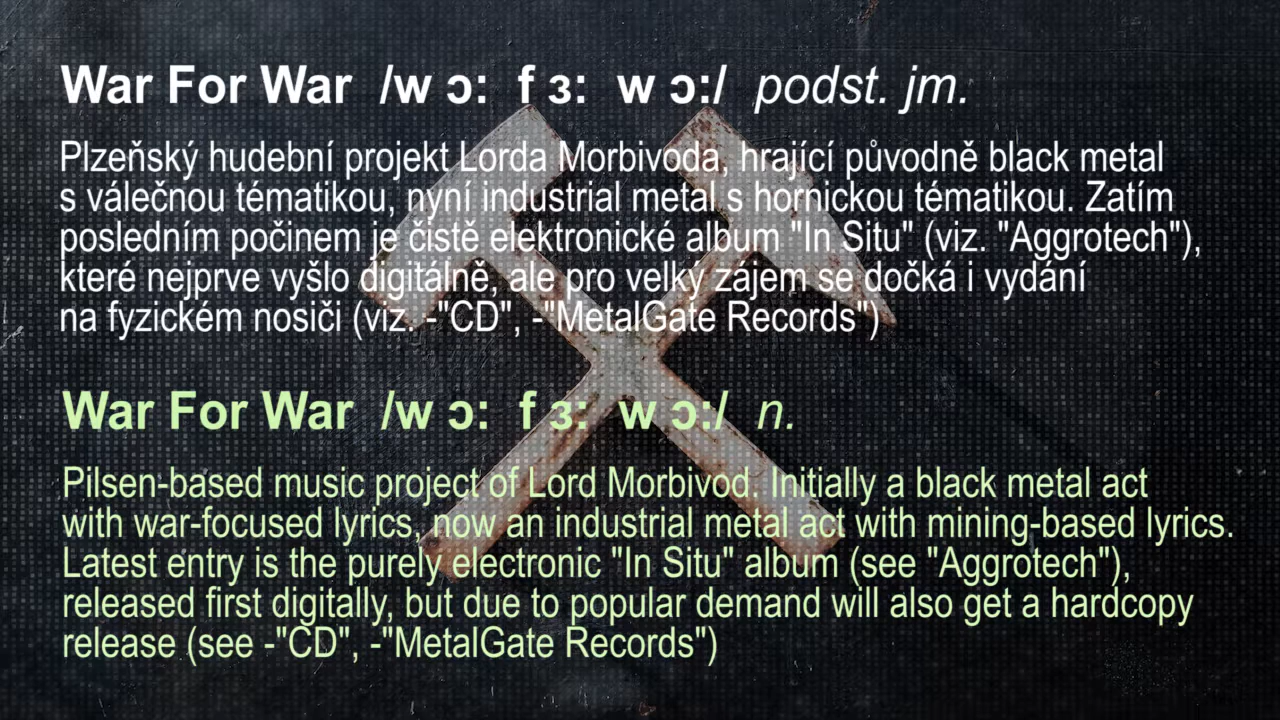 War For War /w ɔ: f ɜ: w ɔ:/ podst. jm.
Plzeňský hudební projekt Lorda Morbivoda, hrající původně black metal
s válečnou tématikou, nyní industrial metal s hornickou tématikou. Zatím
posledním počinem je čistě elektronické album "In Situ" (viz. "Aggrotech"),
které nejprve vyšlo digitálně, ale pro velký zájem se dočká i vydání
na fyzickém nosiči (viz. -"CD", -"MetalGate Records")
War For War /w ɔ: f ɜ: w ɔ:/ n.
Pilsen-based music project of Lord Morbivod. Initially a black metal act
with war-focused lyrics, now an industrial metal act with mining-based lyrics.
Latest entry is the purely electronic "In Situ" album (see "Aggrotech"),
released first digitally, but due to popular demand will also get a hardcopy
release (see -"CD", -"MetalGate Records")